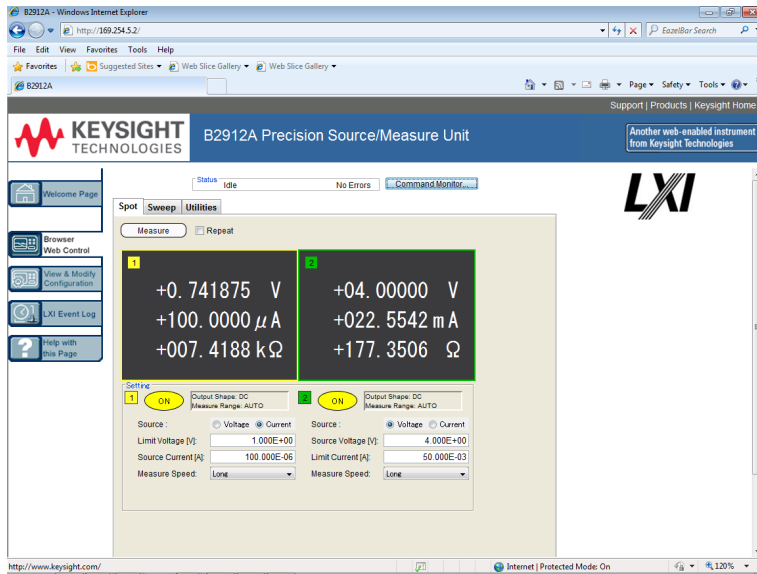 B2912A - Windows Internet Explorer
http://169.254.5.2/
EazelBar Search
File Edit View Favorites Tools Help
Favorites Suggested Sites Web Slice Gallery Web Slice Gallery
B2912A Page Safety Tools
Support | Products | Keysight Home
KEYSIGHT
TECHNOLOGIES
B2912A Precision Source/Measure Unit
Another web-enabled instrument
from Keysight Technologies
Status
Idle No Errors Command Monitor...
LXI
Welcome Page
Browser
Web Control
View & Modify
Configuration
LXI Event Log
Help with
this Page
Spot Sweep Utilities
Measure Repeat
1
+0. 741875 V
+100. 0000 μA
+007. 4188 kΩ
2
+04. 00000 V
+022. 5542 mA
+177. 3506 Ω
Setting
1 ON Output Shape: DC
Measure Range: AUTO
Source : Voltage Current
Limit Voltage [V]: 1.000E+00
Source Current [A]: 100.000E-06
Measure Speed: Long
2 ON Output Shape: DC
Measure Range: AUTO
Source : Voltage Current
Source Voltage [V]: 4.000E+00
Limit Current [A]: 50.000E-03
Measure Speed: Long
http://www.keysight.com/ Internet | Protected Mode: On 120%